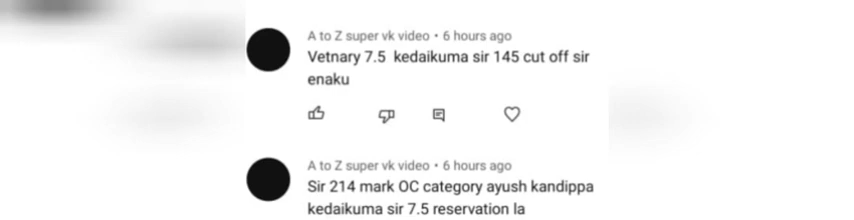 A to Z super vk video • 6 hours ago
Vetnary 7.5 kedaikuma sir 145 cut off sir
enaku
A to Z super vk video • 6 hours ago
Sir 214 mark OC category ayush kandippa
kedaikuma sir 7.5 reservation la